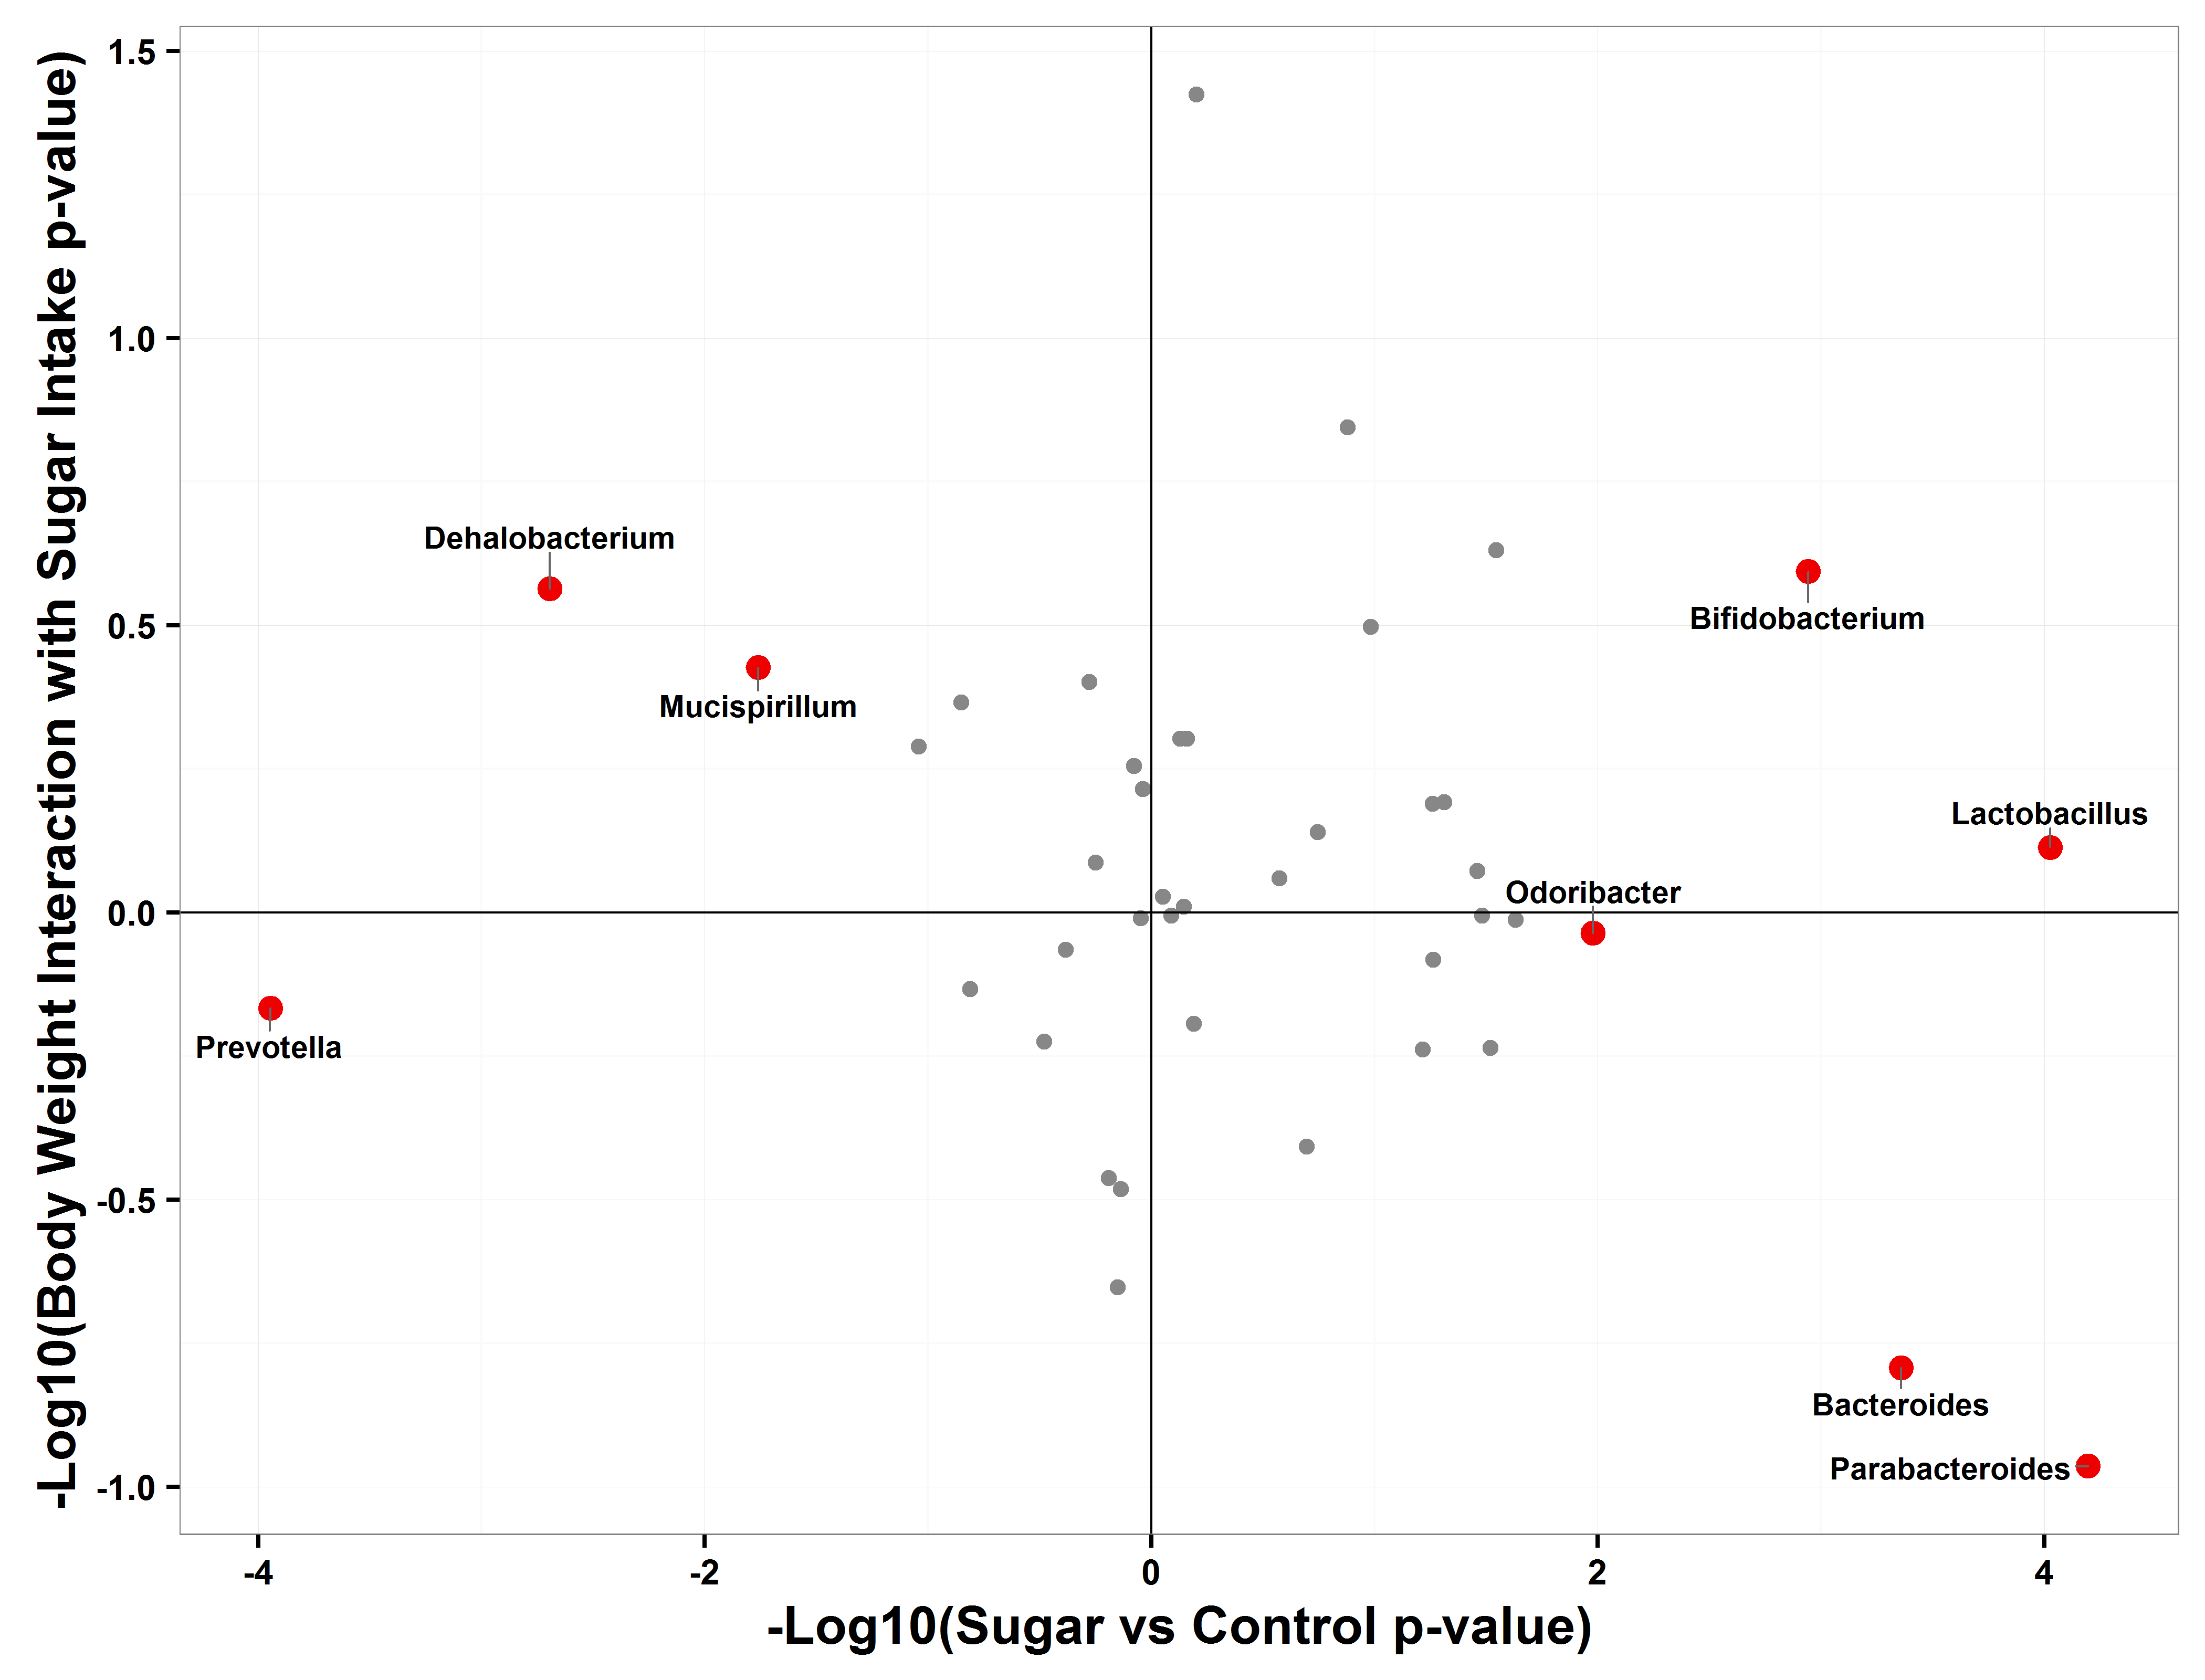 -Log10(Body Weight Interaction with Sugar Intake p-value)
1.5
1.0
0.5
0.0
-0.5
-1.0
Dehalobacterium
Bifidobacterium
Mucispirillum
Lactobacillus
Odoribacter
Prevotella
Bacteroides
Parabacteroides
-4 -2 0 2 4
-Log10(Sugar vs Control p-value)